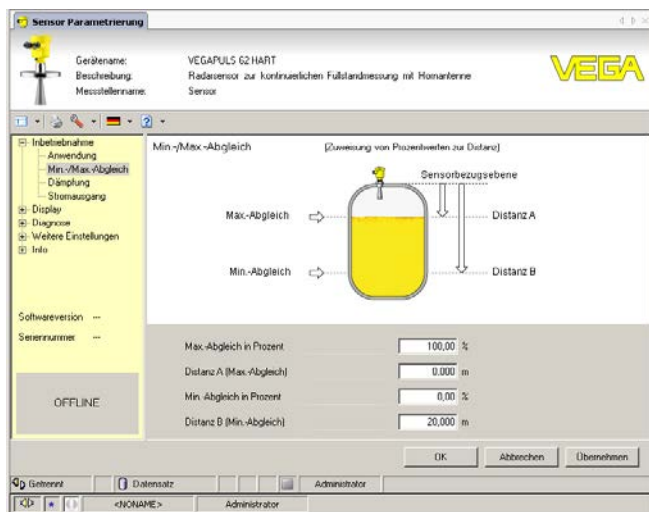 Sensor Parametrierung
Gerätename: VEGAPULS 62 HART
Beschreibung: Radarsensor zur kontinuierlichen Füllstandmessung mit Hornantenne
Messstellenname: Sensor
VEGA
Inbetriebnahme
Anwendung
Min.-/Max.-Abgleich
Dämpfung
Stromausgang
Display
Diagnose
Weitere Einstellungen
Info
Softwareversion ---
Seriennummer ---
OFFLINE
Min.-/Max.-Abgleich (Zuweisung von Prozentwerten zur Distanz)
Sensorbezugsebene
Max.-Abgleich Distanz A
Min.-Abgleich Distanz B
Max.-Abgleich in Prozent 100,00 %
Distanz A (Max.-Abgleich) 0.000 m
Min.-Abgleich in Prozent 0,00 %
Distanz B (Min.-Abgleich) 20,000 m
OK Abbrechen Übernehmen
Getrennt Datensatz Administrator
<NONAME> Administrator